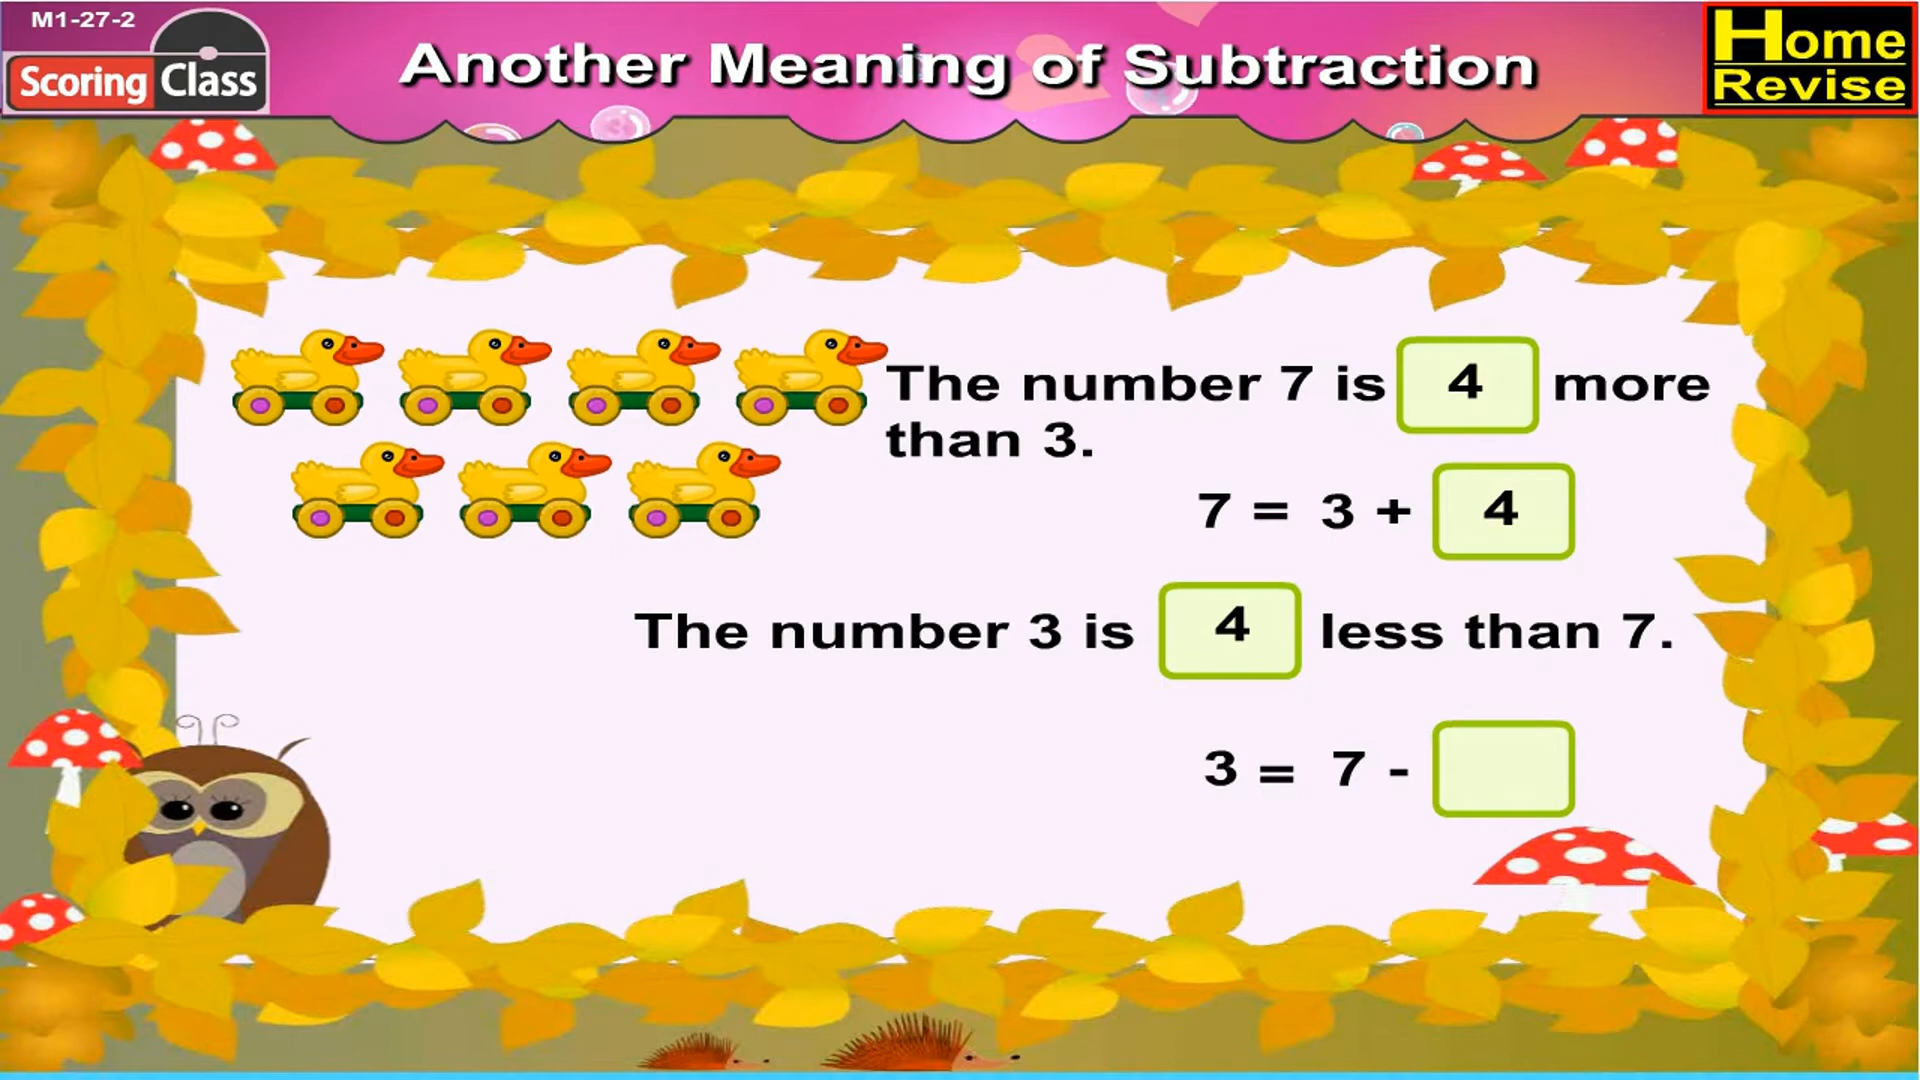 M1-27-2
Scoring Class
Another Meaning of Subtraction
Home
Revise
The number 7 is 4 more
than 3.
7 = 3 + 4
The number 3 is 4 less than 7.
3 = 7 -